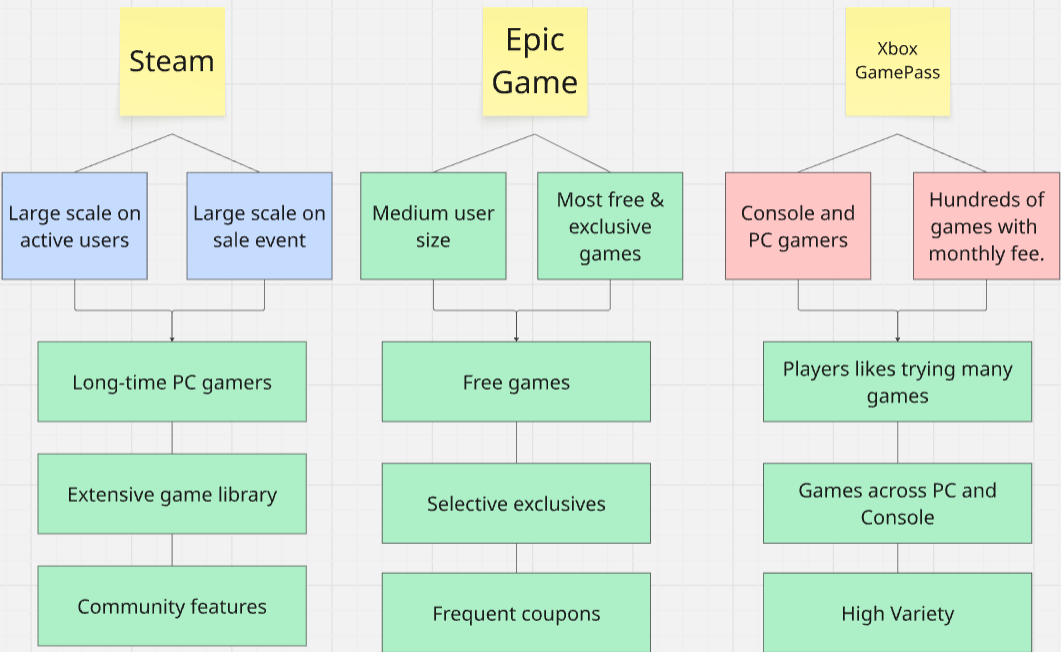 Steam
Epic
Game
Xbox
GamePass
Large scale on
active users
Large scale on
sale event
Medium user
size
Most free &
exclusive
games
Console and
PC gamers
Hundreds of
games with
monthly fee.
Long-time PC gamers
Free games
Players likes trying many
games
Extensive game library
Selective exclusives
Games across PC and
Console
Community features
Frequent coupons
High Variety